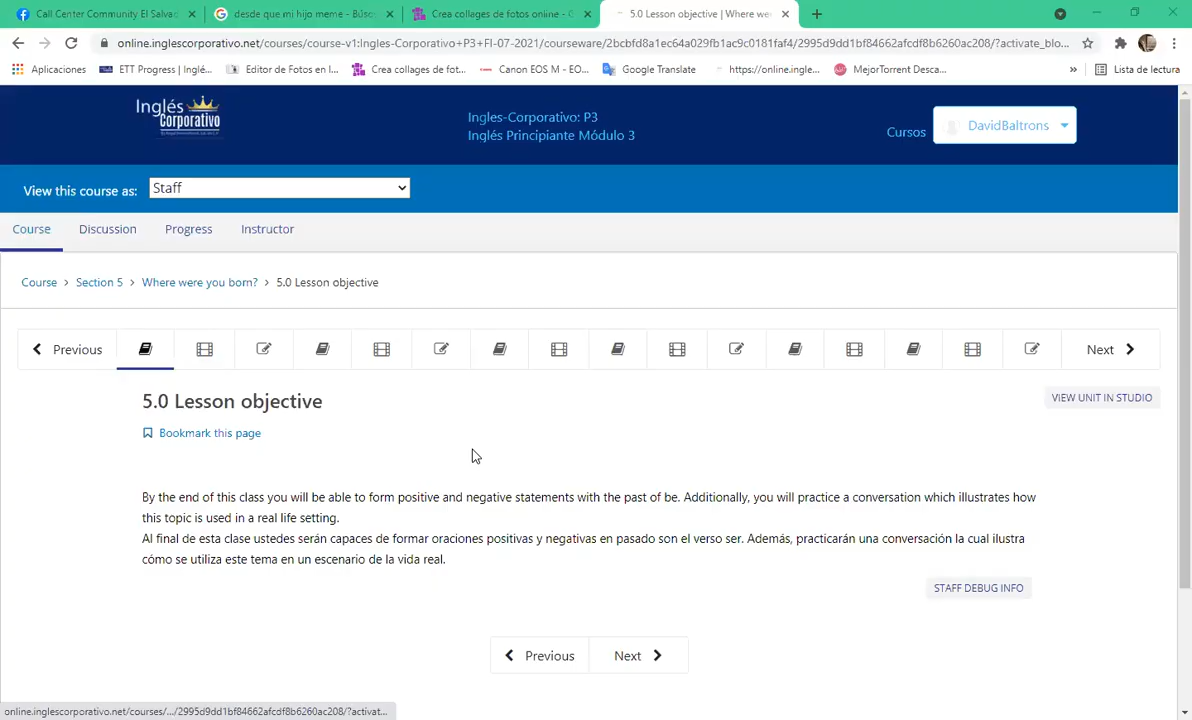 Call Center Community El Salvad
desde que mi hijo meme - Búsq
Crea collages de fotos online - C
5.0 Lesson objective | Where wer
online.inglescorporativo.net/courses/course-v1:Ingles-Corporativo+P3+FI-07-2021/courseware/2bcbfd8a1ec64a029fb1ac9c0181faf4/2995d9dd1bf84662afcdf8b6260ac208/?activate_blo...
Aplicaciones
ETT Progress | Inglé...
Editor de Fotos en l...
Crea collages de fot...
Canon EOS M - EO...
Google Translate
https://online.ingle...
MejorTorrent Desca...
»
Lista de lectura
Inglés
Corporativo
Ingles-Corporativo: P3
Inglés Principiante Módulo 3
Cursos
DavidBaltrons
View this course as:
Staff
Course
Discussion
Progress
Instructor
Course > Section 5 > Where were you born? > 5.0 Lesson objective
Previous
Next
5.0 Lesson objective
VIEW UNIT IN STUDIO
Bookmark this page
By the end of this class you will be able to form positive and negative statements with the past of be. Additionally, you will practice a conversation which illustrates how
this topic is used in a real life setting.
Al final de esta clase ustedes serán capaces de formar oraciones positivas y negativas en pasado son el verso ser. Además, practicarán una conversación la cual ilustra
cómo se utiliza este tema en un escenario de la vida real.
STAFF DEBUG INFO
Previous
Next
online.inglescorporativo.net/courses/.../2995d9dd1bf84662afcdf8b6260ac208/?activat...